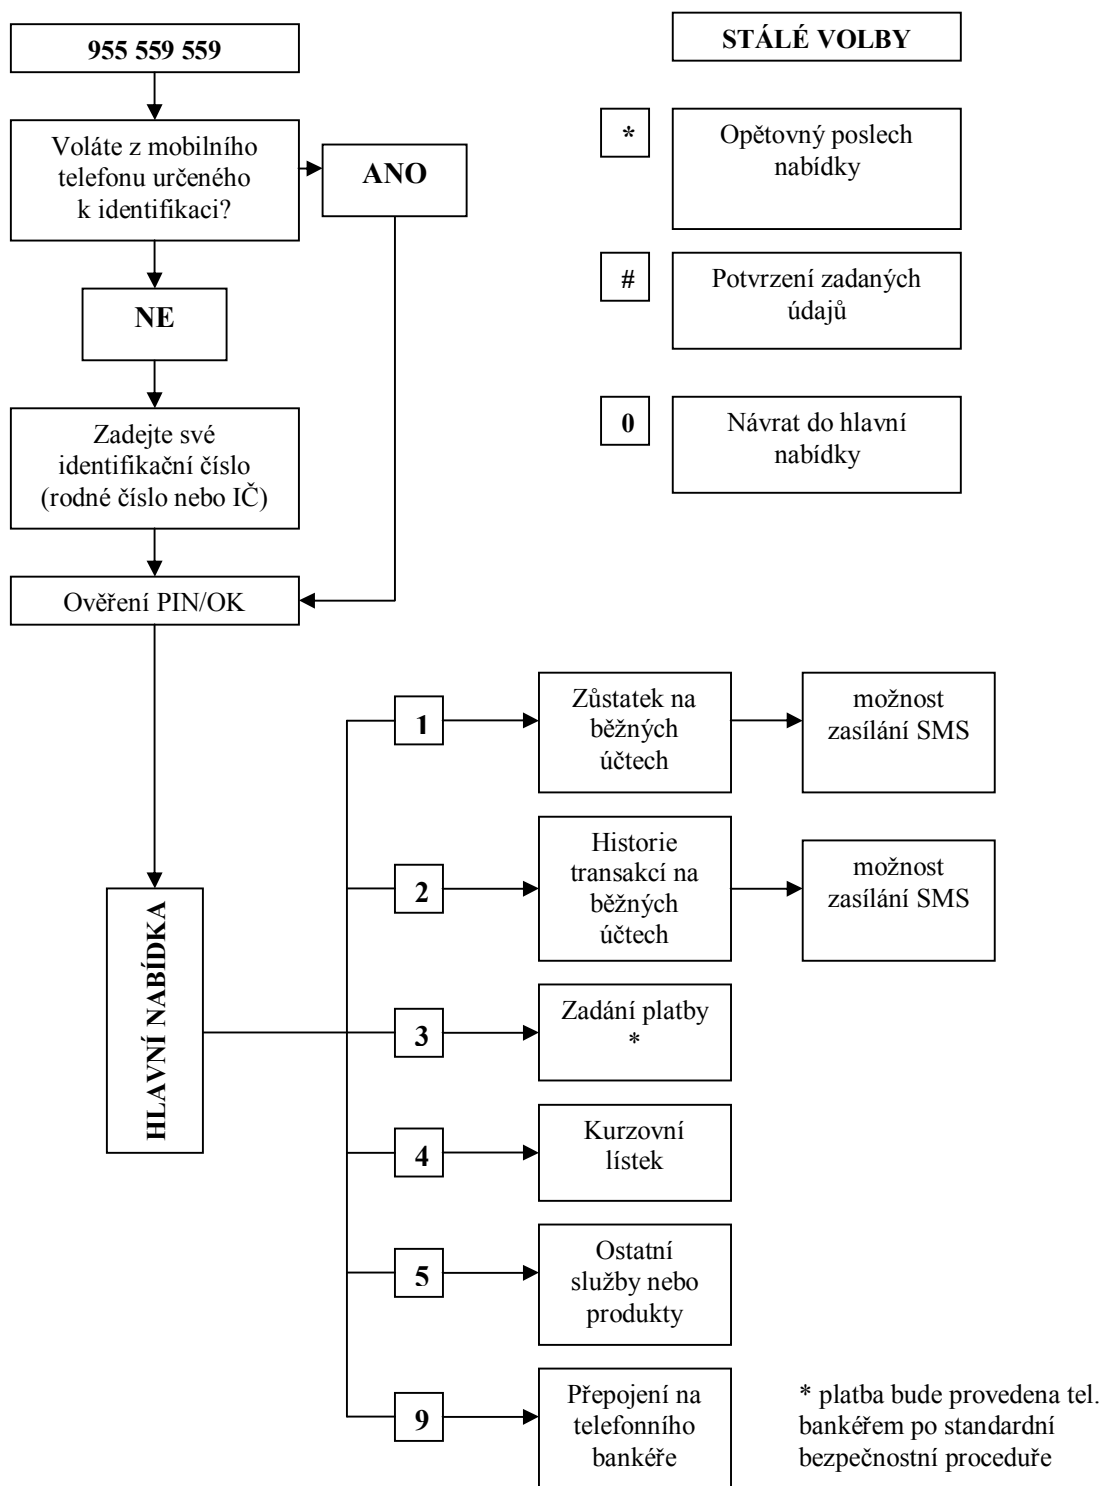 955 559 559
Voláte z mobilního
telefonu určeného
k identifikaci?
ANO
NE
Zadejte své
identifikační číslo
(rodné číslo nebo IČ)
Ověření PIN/OK
STÁLÉ VOLBY
*
Opětovný poslech
nabídky
#
Potvrzení zadaných
údajů
0
Návrat do hlavní
nabídky
HLAVNÍ NABÍDKA
1
Zůstatek na
běžných
účtech
možnost
zasílání SMS
2
Historie
transakcí na
běžných
účtech
možnost
zasílání SMS
3
Zadání platby
*
4
Kurzovní
lístek
5
Ostatní
služby nebo
produkty
9
Přepojení na
telefonního
bankéře
* platba bude provedena tel.
bankéřem po standardní
bezpečnostní proceduře